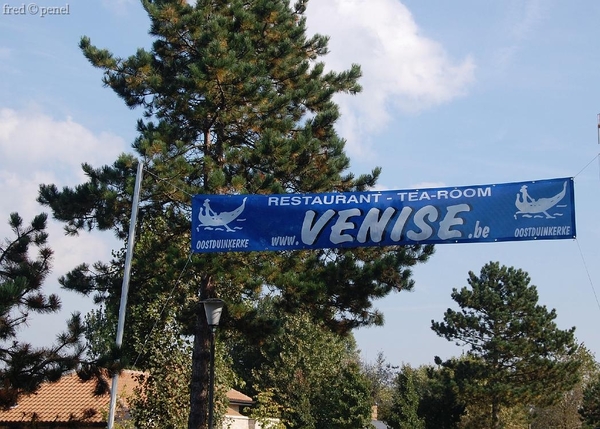 fred © penel
RESTAURANT - TEA-ROOM
www. VENISE .be
OOSTDUINKERKE
OOSTDUINKERKE